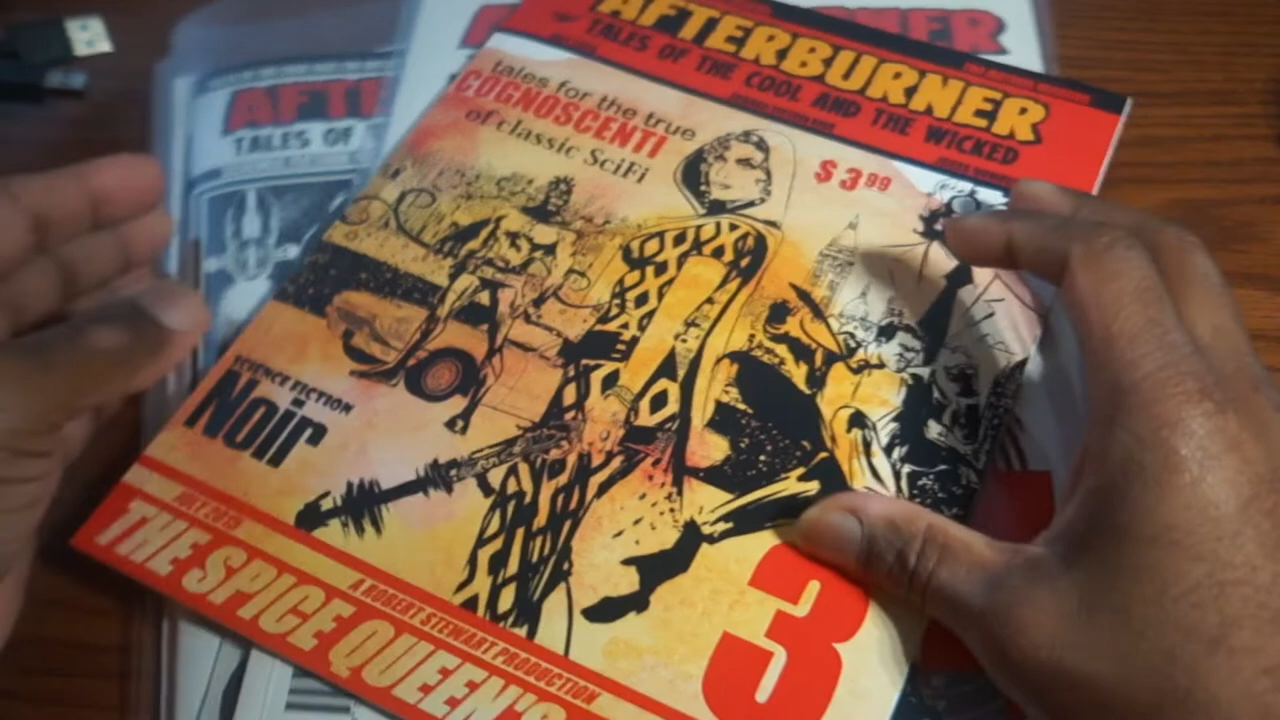 AFTERBURNER
TALES OF THE COOL AND THE WICKED
tales for the true
COGNOSCENTI
of classic SciFi
$3.99
SCIENCE FICTION
Noir
A ROBERT STEWART PRODUCTION
THE SPICE QUEEN'S
3
AFTE
TALES OF